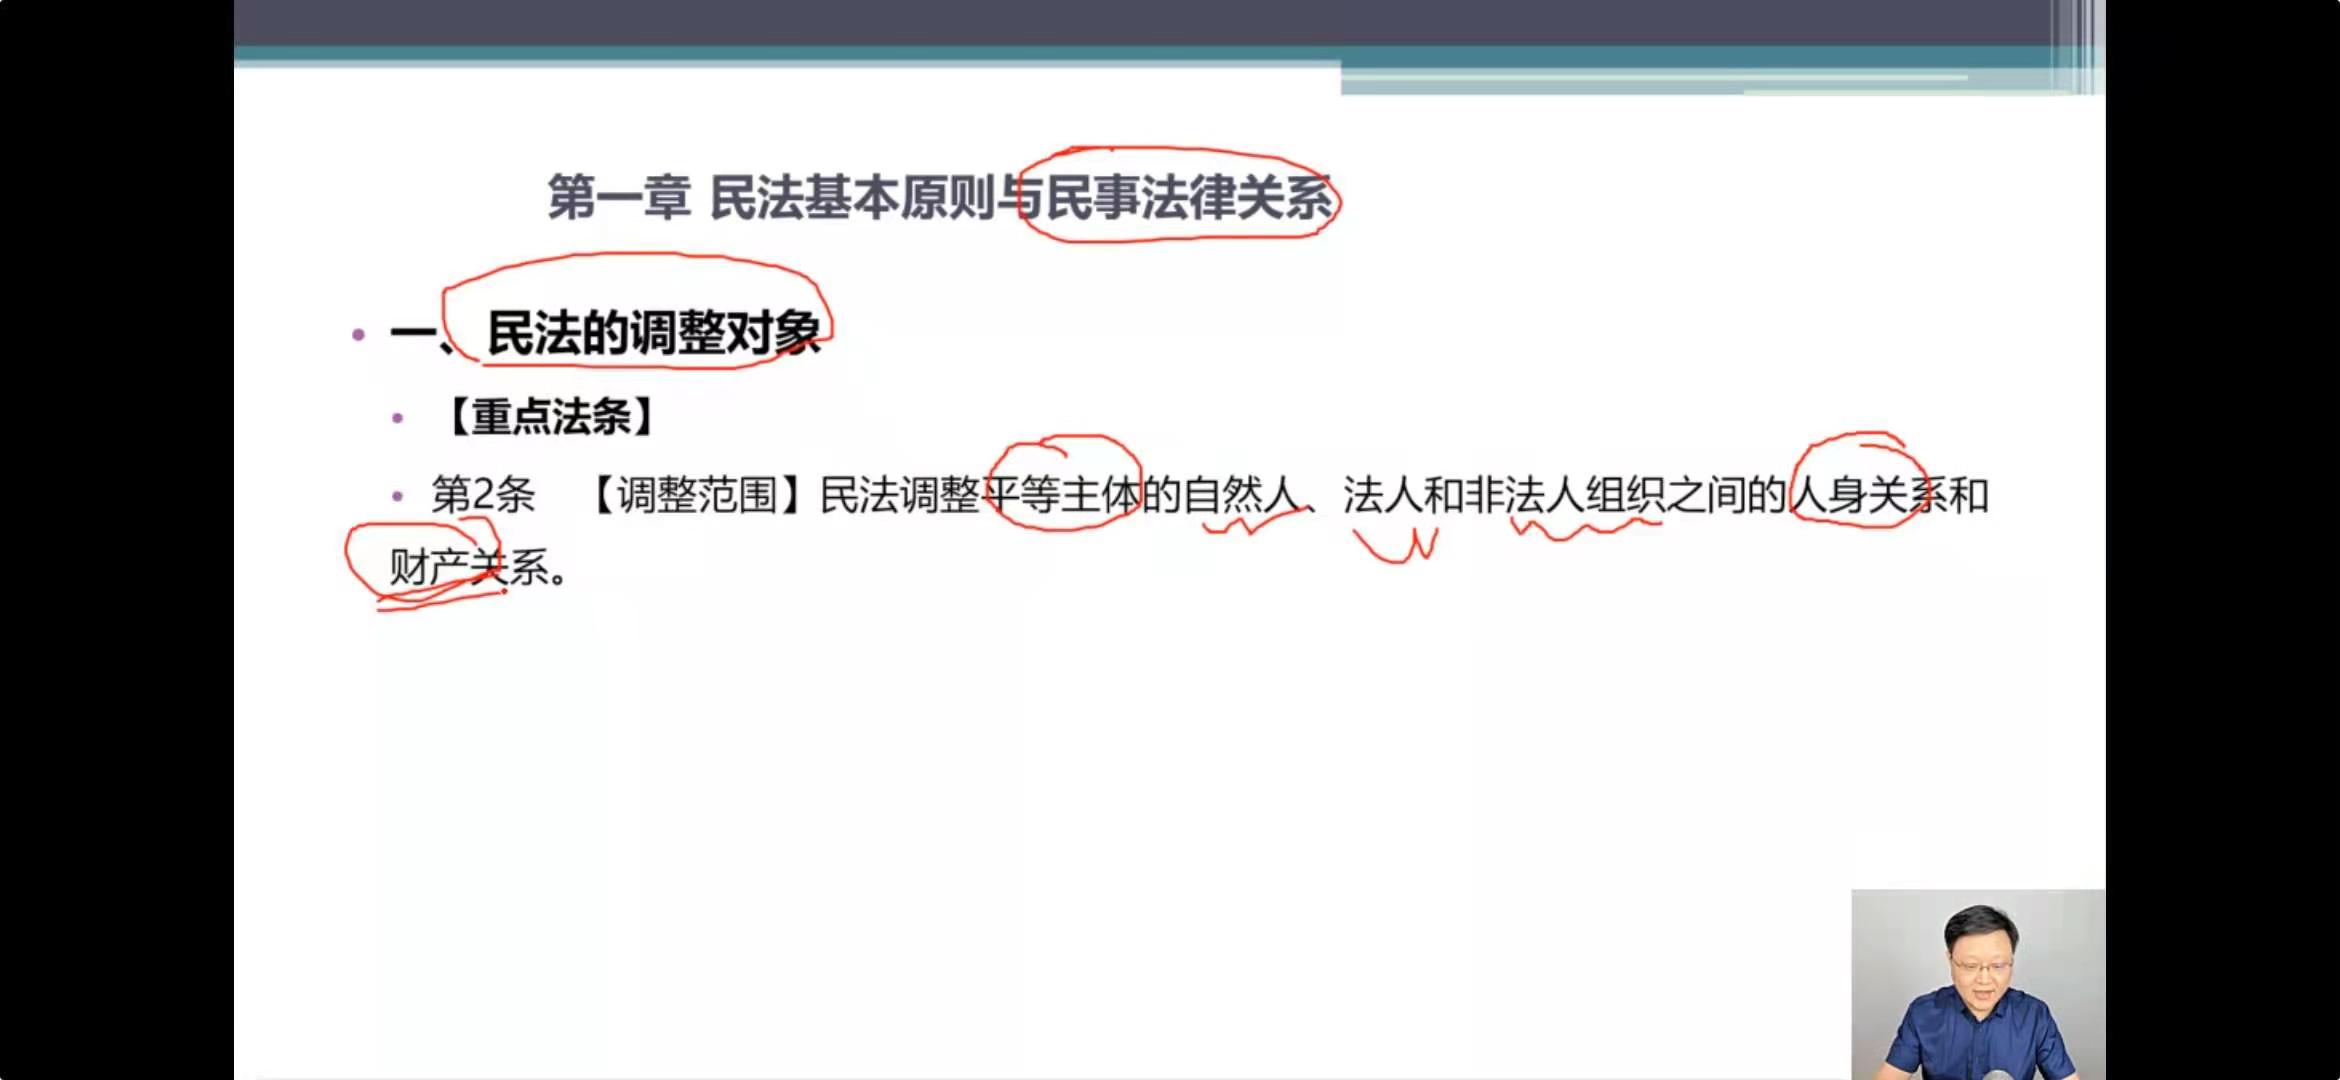 第一章 民法基本原则与民事法律关系
一、民法的调整对象
【重点法条】
第2条 【调整范围】民法调整平等主体的自然人、法人和非法人组织之间的人身关系和
财产关系。